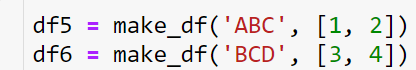 df5 = make_df('ABC', [1, 2])
df6 = make_df('BCD', [3, 4])